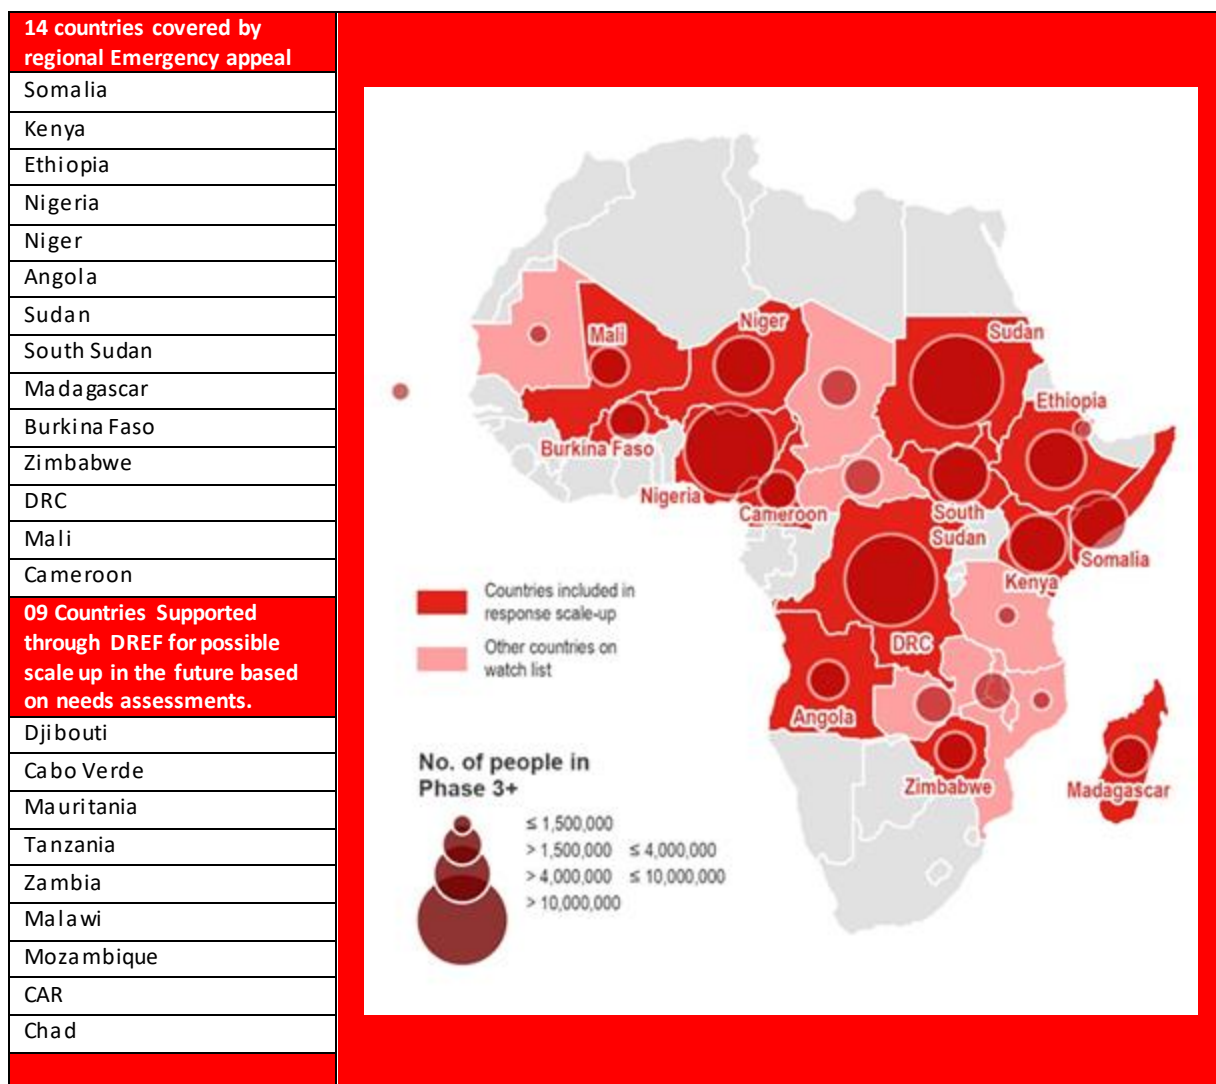 14 countries covered by
regional Emergency appeal
Somalia
Kenya
Ethiopia
Nigeria
Niger
Angola
Sudan
South Sudan
Madagascar
Burkina Faso
Zimbabwe
DRC
Mali
Cameroon
09 Countries Supported
through DREF for possible
scale up in the future based
on needs assessments.
Djibouti
Cabo Verde
Mauritania
Tanzania
Zambia
Malawi
Mozambique
CAR
Chad
Mali
Niger
Sudan
Ethiopia
Burkina Faso
Nigeria
Cameroon
South
Sudan
Somalia
Kenya
DRC
Angola
Zimbabwe
Madagascar
Countries included in
response scale-up
Other countries on
watch list
No. of people in
Phase 3+
≤ 1,500,000
> 1,500,000 ≤ 4,000,000
> 4,000,000 ≤ 10,000,000
> 10,000,000